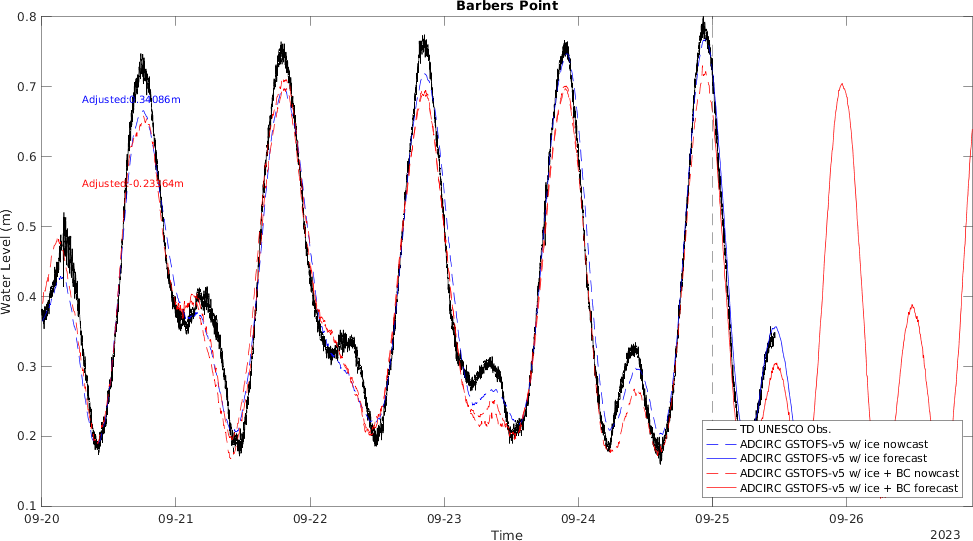 Barbers Point
0.8
0.7
0.6
0.5
0.4
0.3
0.2
0.1
Water Level (m)
Adjusted:0.34086m
Adjusted:-0.23364m
TD UNESCO Obs.
ADCIRC GSTOFS-v5 w/ ice nowcast
ADCIRC GSTOFS-v5 w/ ice forecast
ADCIRC GSTOFS-v5 w/ ice + BC nowcast
ADCIRC GSTOFS-v5 w/ ice + BC forecast
09-20 09-21 09-22 09-23 09-24 09-25 09-26
Time
2023